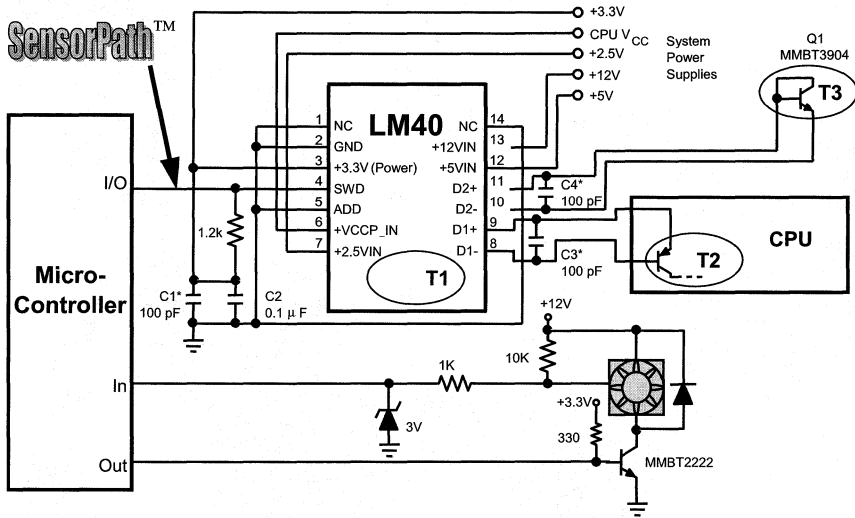 SensorPath™
+3.3V
CPU VCC
+2.5V
+12V
+5V
System
Power
Supplies
Q1
MMBT3904
T3
LM40
1 NC
2 GND
3 +3.3V (Power)
4 SWD
5 ADD
6 +VCCP_IN
7 +2.5VIN
NC 14
+12VIN 13
+5VIN 12
D2+ 11
D2- 10
D1+ 9
D1- 8
T1
C4*
100 pF
C3*
100 pF
CPU
T2
Micro-
Controller
I/O
In
Out
1.2k
C1*
100 pF
C2
0.1 μF
+12V
10K
1K
3V
+3.3V
330
MMBT2222